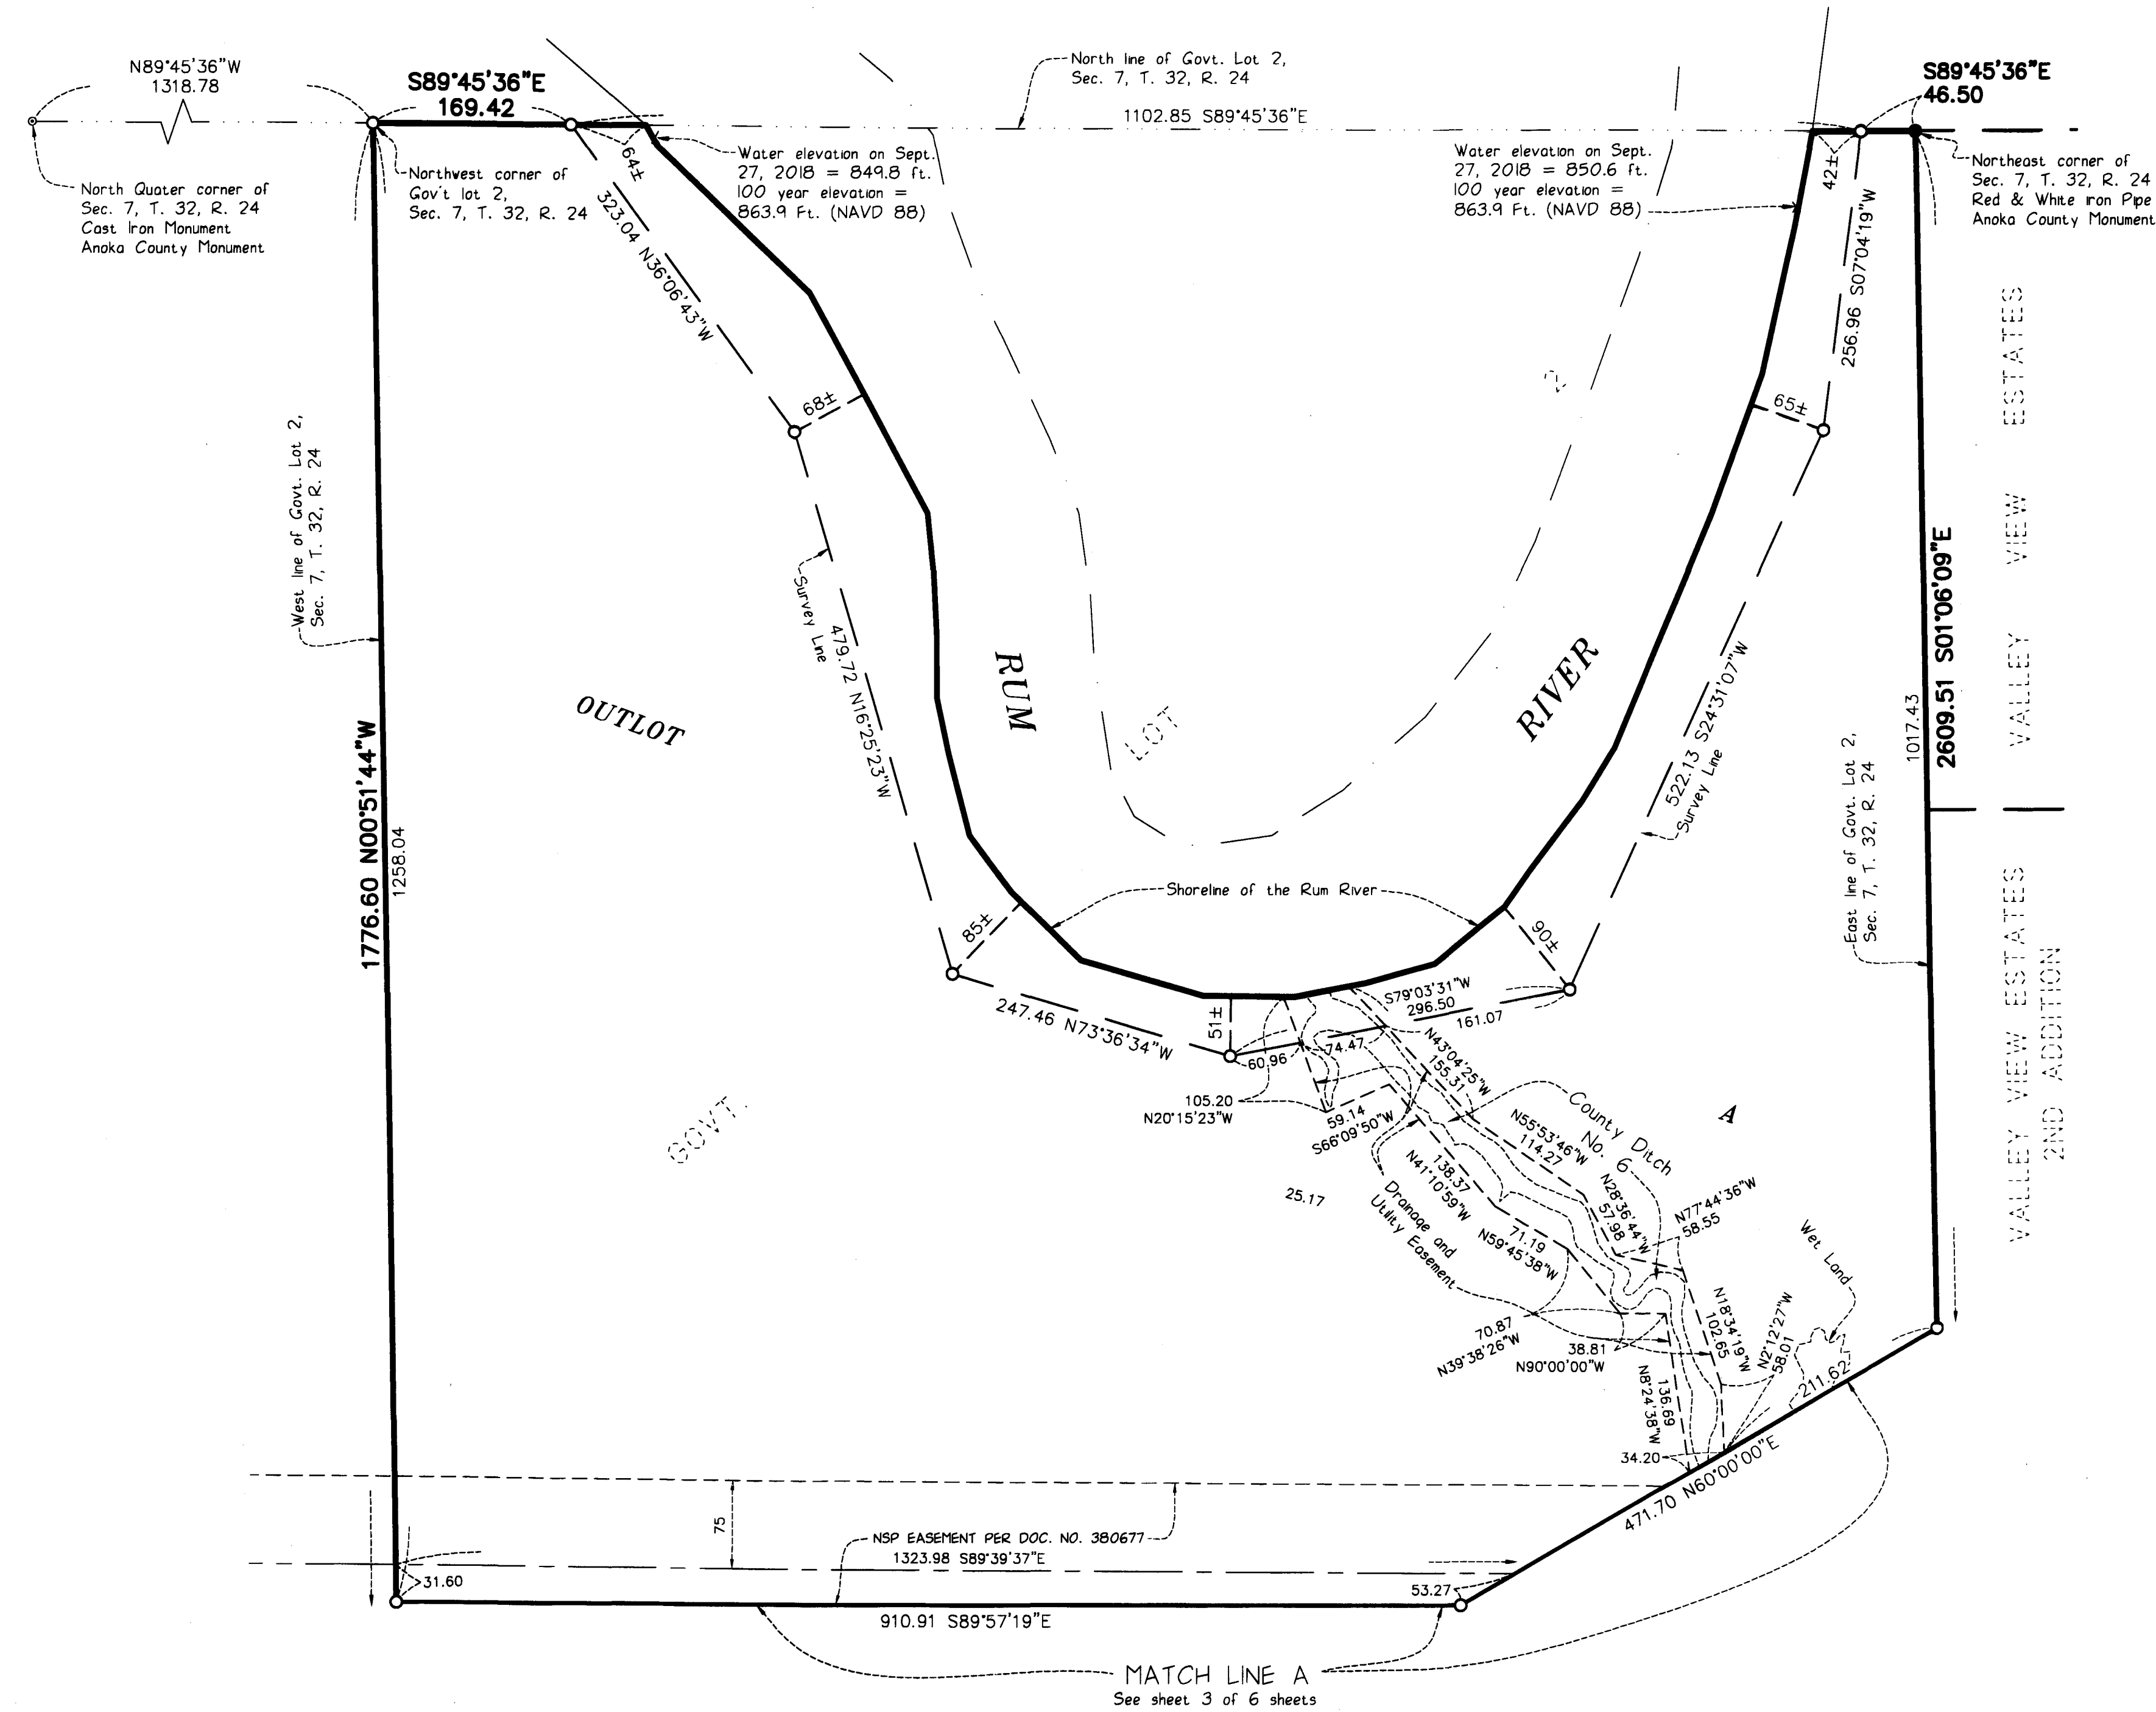 N89°45'36"W
1318.78
S89°45'36"E
169.42
North line of Govt. Lot 2,
Sec. 7, T. 32, R. 24
1102.85 S89°45'36"E
S89°45'36"E
46.50
North Quater corner of
Sec. 7, T. 32, R. 24
Cast Iron Monument
Anoka County Monument
Northwest corner of
Gov't lot 2,
Sec. 7, T. 32, R. 24
64±
Water elevation on Sept.
27, 2018 = 849.8 ft.
100 year elevation =
863.9 Ft. (NAVD 88)
Water elevation on Sept.
27, 2018 = 850.6 ft.
100 year elevation =
863.9 Ft. (NAVD 88)
42±
Northeast corner of
Sec. 7, T. 32, R. 24
Red & White iron Pipe
Anoka County Monument
323.04 N36°06'43"W
256.96 S07°04'19"W
68±
65±
2
VALLEY VIEW ESTATES
West line of Govt. Lot 2,
Sec. 7, T. 32, R. 24
Survey Line
479.72 N16°25'23"W
OUTLOT
RUM
LOT
RIVER
522.13 S24°31'07"W
Survey Line
1017.43
2609.51 S01°06'09"E
1776.60 N00°51'44"W
1258.04
East line of Govt. Lot 2,
Sec. 7, T. 32, R. 24
Shoreline of the Rum River
85±
90±
51±
247.46 N73°36'34"W
S79°03'31"W
296.50
161.07
60.96
74.47
105.20
N20°15'23"W
59.14
S66°09'50"W
N43°04'25"W
155.31
County Ditch
No. 6
A
GOVT.
25.17
N55°53'46"W
114.27
138.37
N41°10'59"W
Drainage and
Utility Easement
N28°36'44"W
57.98
N77°44'36"W
58.55
71.19
N59°45'38"W
Wet Land
70.87
N39°38'26"W
38.81
N90°00'00"W
N18°34'19"W
102.65
N2°12'27"W
58.01
211.62
136.69
N8°24'38"W
34.20
471.70 N60°00'00"E
VALLEY VIEW ESTATES
2ND ADDITION
75
NSP EASEMENT PER DOC. NO. 380677
1323.98 S89°39'37"E
31.60
53.27
910.91 S89°57'19"E
MATCH LINE A
See sheet 3 of 6 sheets